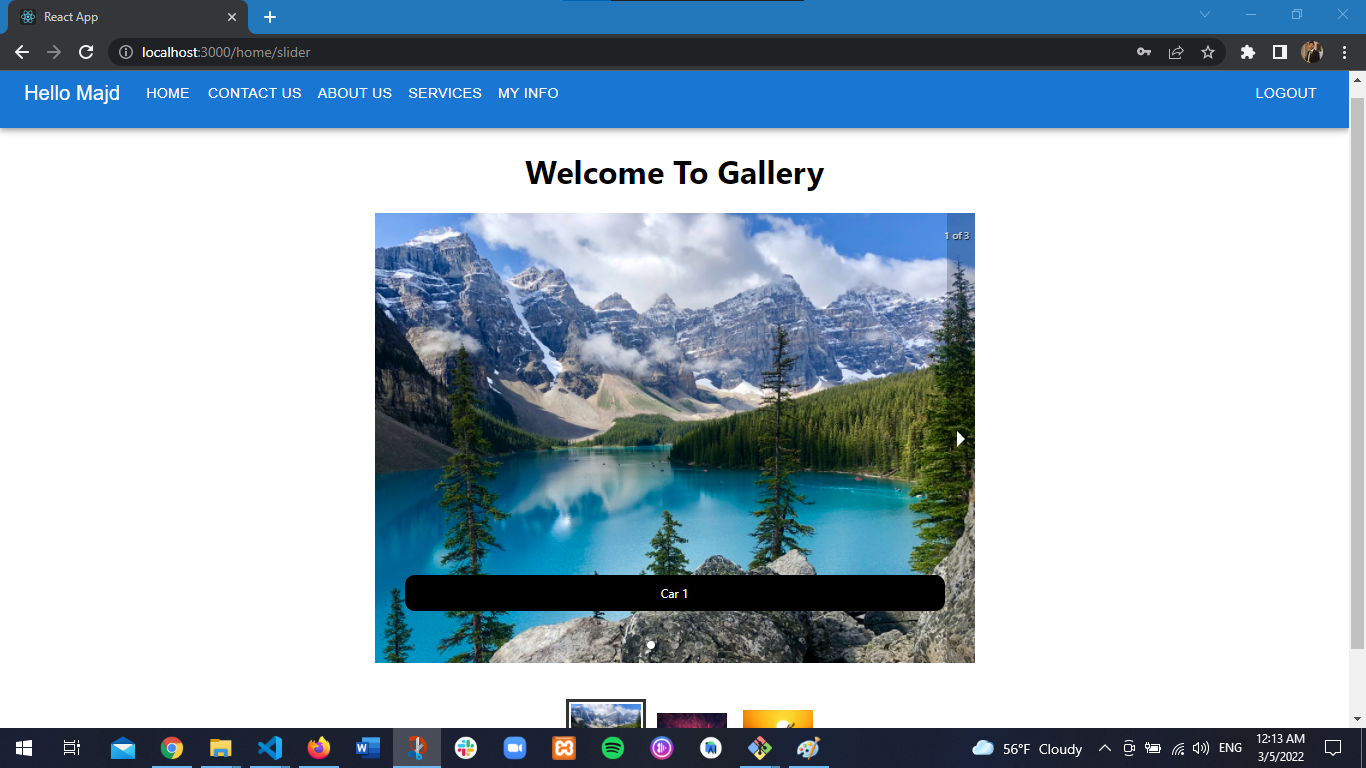 React App
localhost:3000/home/slider
Hello Majd HOME CONTACT US ABOUT US SERVICES MY INFO LOGOUT
Welcome To Gallery
1 of 3
Car 1
56°F Cloudy ENG 12:13 AM
3/5/2022